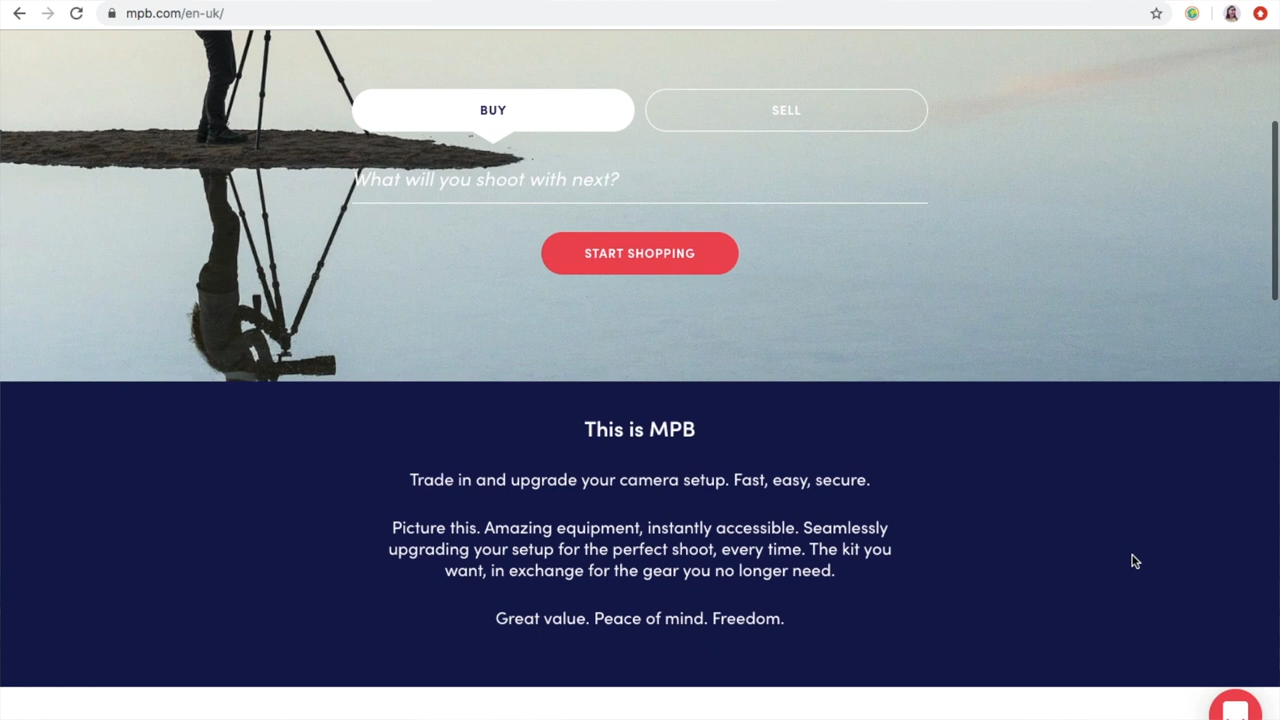 mpb.com/en-uk/
BUY
SELL
What will you shoot with next?
START SHOPPING
This is MPB
Trade in and upgrade your camera setup. Fast, easy, secure.
Picture this. Amazing equipment, instantly accessible. Seamlessly
upgrading your setup for the perfect shoot, every time. The kit you
want, in exchange for the gear you no longer need.
Great value. Peace of mind. Freedom.